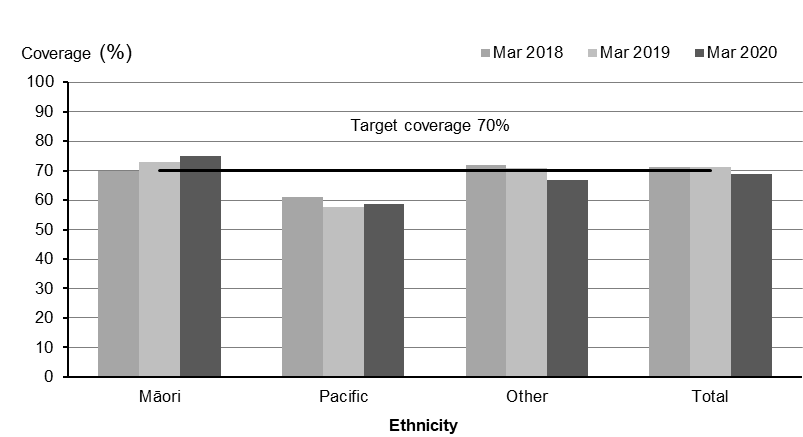 Coverage (%)
Mar 2018 Mar 2019 Mar 2020
100
90
80
70
60
50
40
30
20
10
0
Target coverage 70%
Māori Pacific Other Total
Ethnicity